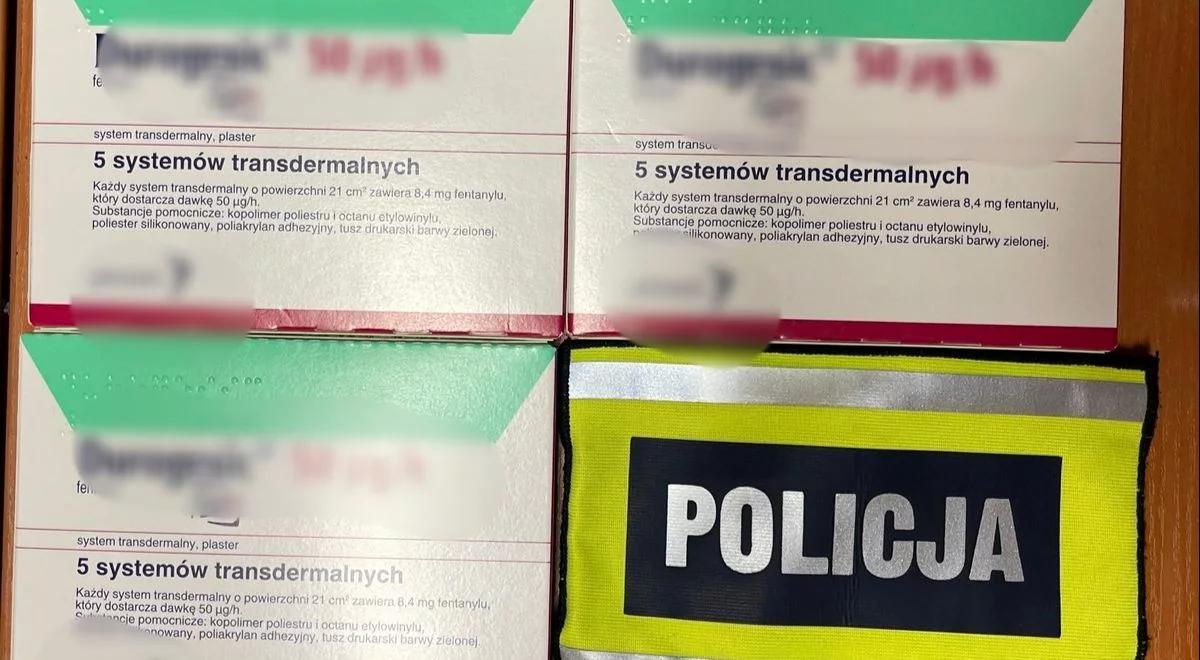 fe
system transdermalny, plaster
5 systemów transdermalnych
Każdy system transdermalny o powierzchni 21 cm² zawiera 8,4 mg fentanylu,
który dostarcza dawkę 50 µg/h.
Substancje pomocnicze: kopolimer poliestru i octanu etylowinylu,
poliester silikonowany, poliakrylan adhezyjny, tusz drukarski barwy zielonej.
system
5 systemów transdermalnych
Każdy system transdermalny o powierzchni 21 cm² zawiera 8,4 mg fentanylu,
który dostarcza dawkę 50 µg/h.
Substancje pomocnicze: kopolimer poliestru i octanu etylowinylu,
silikonowany, poliakrylan adhezyjny, tusz drukarski barwy zielonej.
fe
system transdermalny, plaster
5 systemów transdermalnych
Każdy system transdermalny o powierzchni 21 cm² zawiera 8,4 mg fentanylu,
który dostarcza dawkę 50 µg/h.
Substancje pomocnicze: kopolimer poliestru i octanu etylowinylu,
poliakrylan adhezyjny, tusz drukarski barwy zielonej.
POLICJA